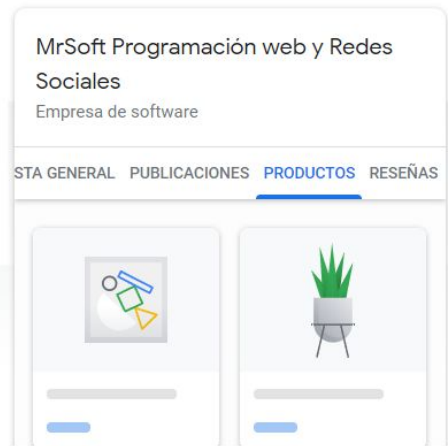 MrSoft Programación web y Redes
Sociales
Empresa de software
STA GENERAL PUBLICACIONES PRODUCTOS RESEÑAS